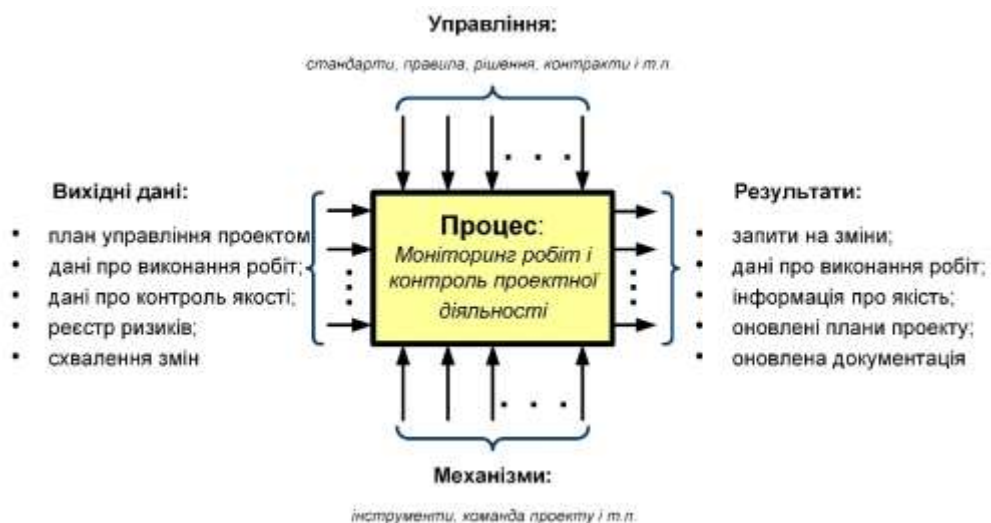 Управління:
стандарти, правила, рішення, контракти і т.п.
Вихідні дані:
• план управління проектом
• дані про виконання робіт;
• дані про контроль якості;
• реєстр ризиків;
• схвалення змін
Процес:
Моніторинг робіт і
контроль проектної
діяльності
Результати:
• запити на зміни;
• дані про виконання робіт;
• інформація про якість;
• оновлені плани проекту;
• оновлена документація
Механізми:
інструменти, команда проекту і т.п.